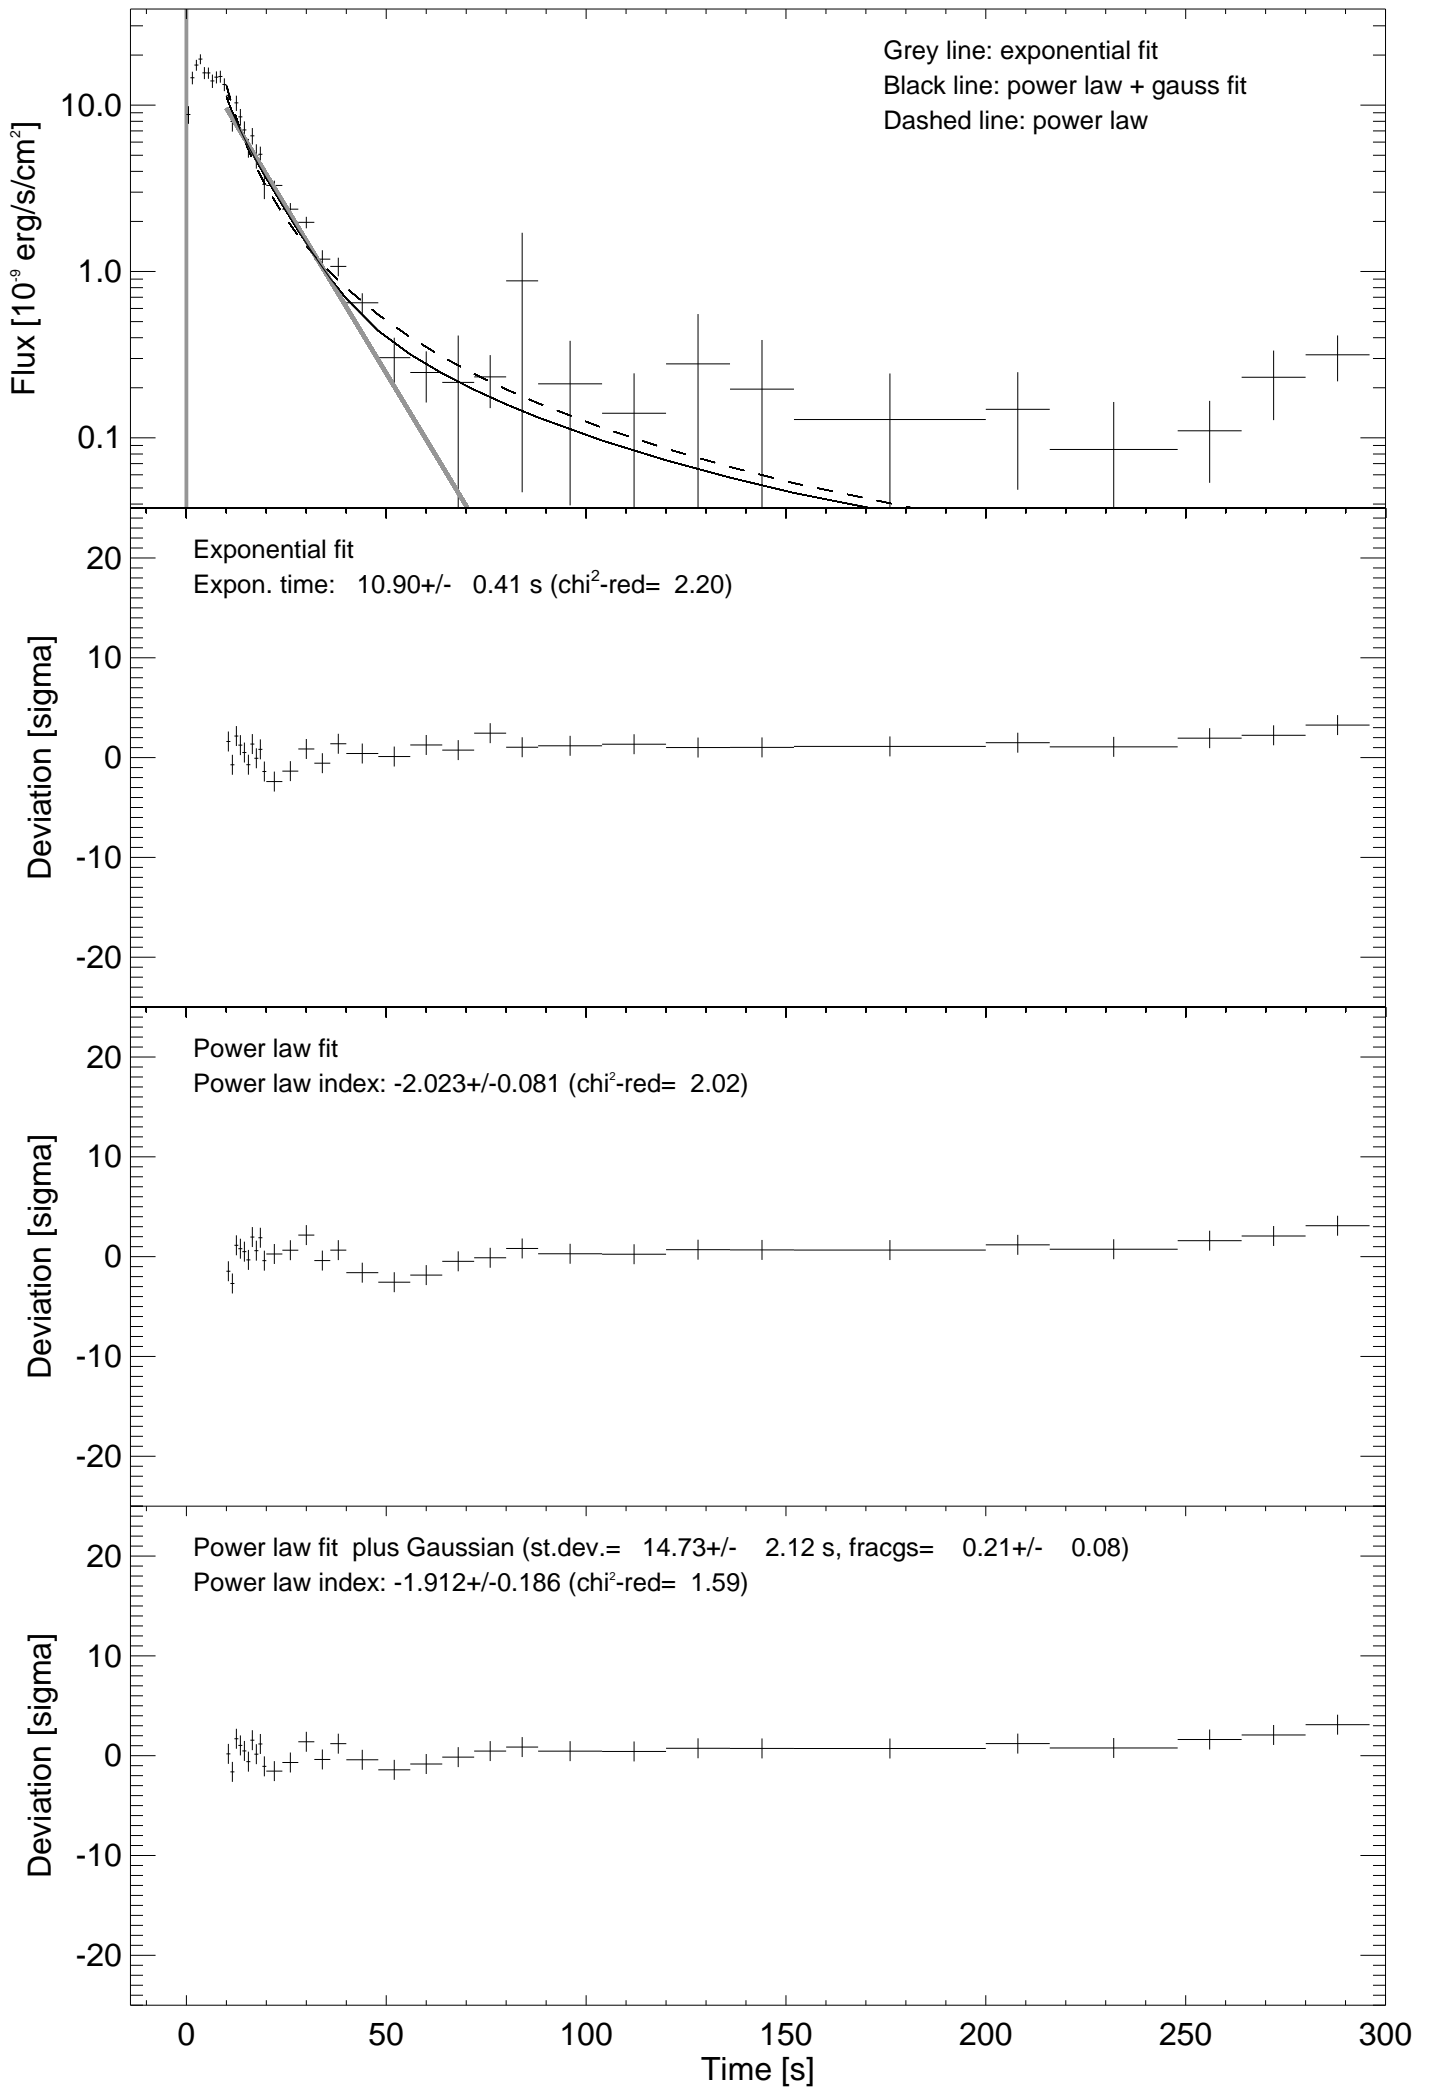 Grey line: exponential fit
Black line: power law + gauss fit
Dashed line: power law
Flux [10⁻⁹ erg/s/cm²]
10.0
1.0
0.1
Exponential fit
Expon. time: 10.90+/- 0.41 s (chi²-red= 2.20)
Deviation [sigma]
20
10
0
-10
-20
Power law fit
Power law index: -2.023+/-0.081 (chi²-red= 2.02)
Deviation [sigma]
20
10
0
-10
-20
Power law fit plus Gaussian (st.dev.= 14.73+/- 2.12 s, fracgs= 0.21+/- 0.08)
Power law index: -1.912+/-0.186 (chi²-red= 1.59)
Deviation [sigma]
20
10
0
-10
-20
0 50 100 150 200 250 300
Time [s]